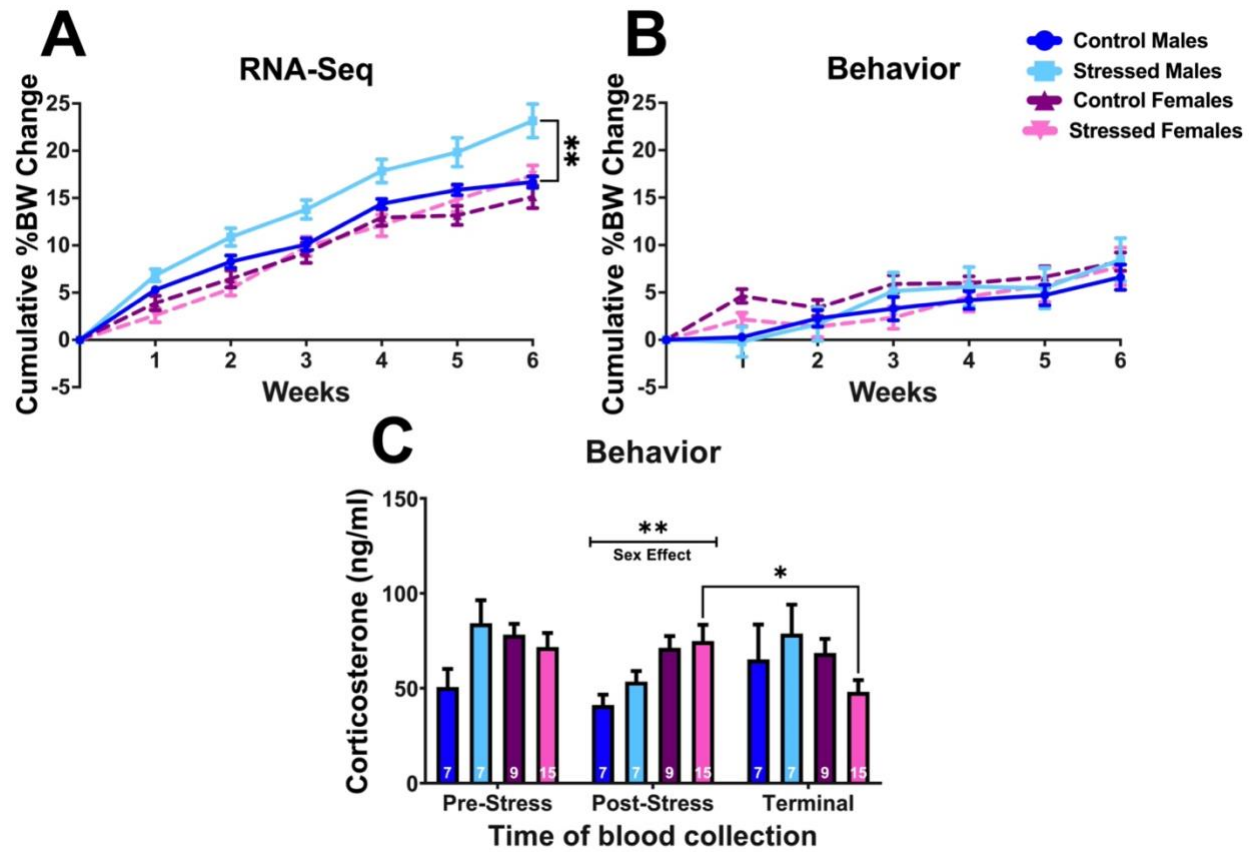 A
RNA-Seq
Cumulative %BW Change
25
20
15
10
5
0
-5
1 2 3 4 5 6
Weeks
**
B
Behavior
Cumulative %BW Change
25
20
15
10
5
0
-5
1 2 3 4 5 6
Weeks
Control Males
Stressed Males
Control Females
Stressed Females
C
Behavior
Corticosterone (ng/ml)
150
100
50
0
**
Sex Effect
*
7 7 9 15 7 7 9 15 7 7 9 15
Pre-Stress Post-Stress Terminal
Time of blood collection